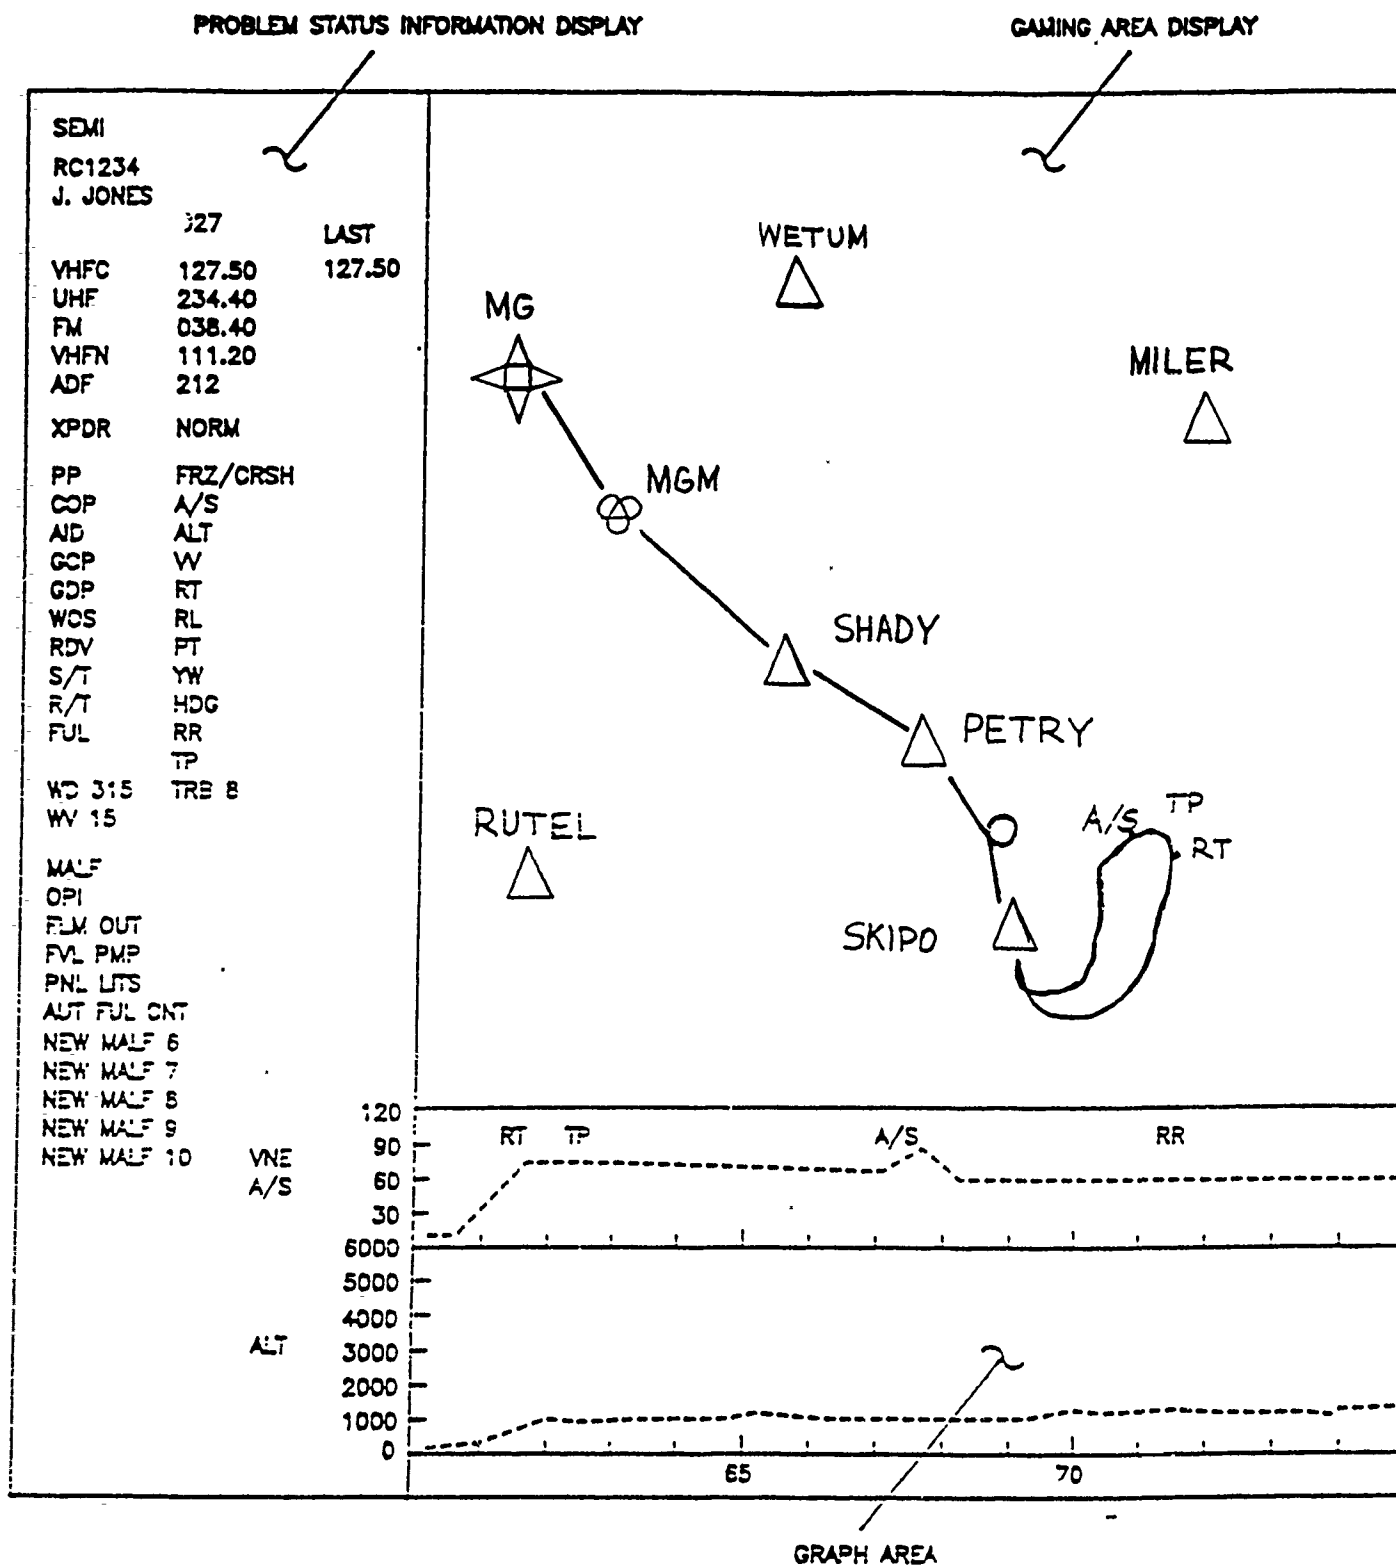 PROBLEM STATUS INFORMATION DISPLAY
GAMING AREA DISPLAY
SEMI
RC1234
J. JONES
327
LAST
VHFC 127.50 127.50
UHF 234.40
FM 038.40
VHFN 111.20
ADF 212
XPDR NORM
PP FRZ/CRSH
COP A/S
AID ALT
GCP VV
GDP RT
WOS RL
RDV PT
S/T YW
R/T HDG
FUL RR
TP
WD 315 TRB 8
WV 15
MALF
OPI
FLM OUT
FVL PMP
PNL LITS
AUT FUL CNT
NEW MALF 6
NEW MALF 7
NEW MALF 8
NEW MALF 9
NEW MALF 10
WETUM
MG
MILER
MGM
SHADY
PETRY
RUTEL
A/S TP
RT
SKIPO
120
90
60
30
VNE
A/S
RT TP A/S RR
6000
5000
4000
3000
2000
1000
0
ALT
65 70
GRAPH AREA